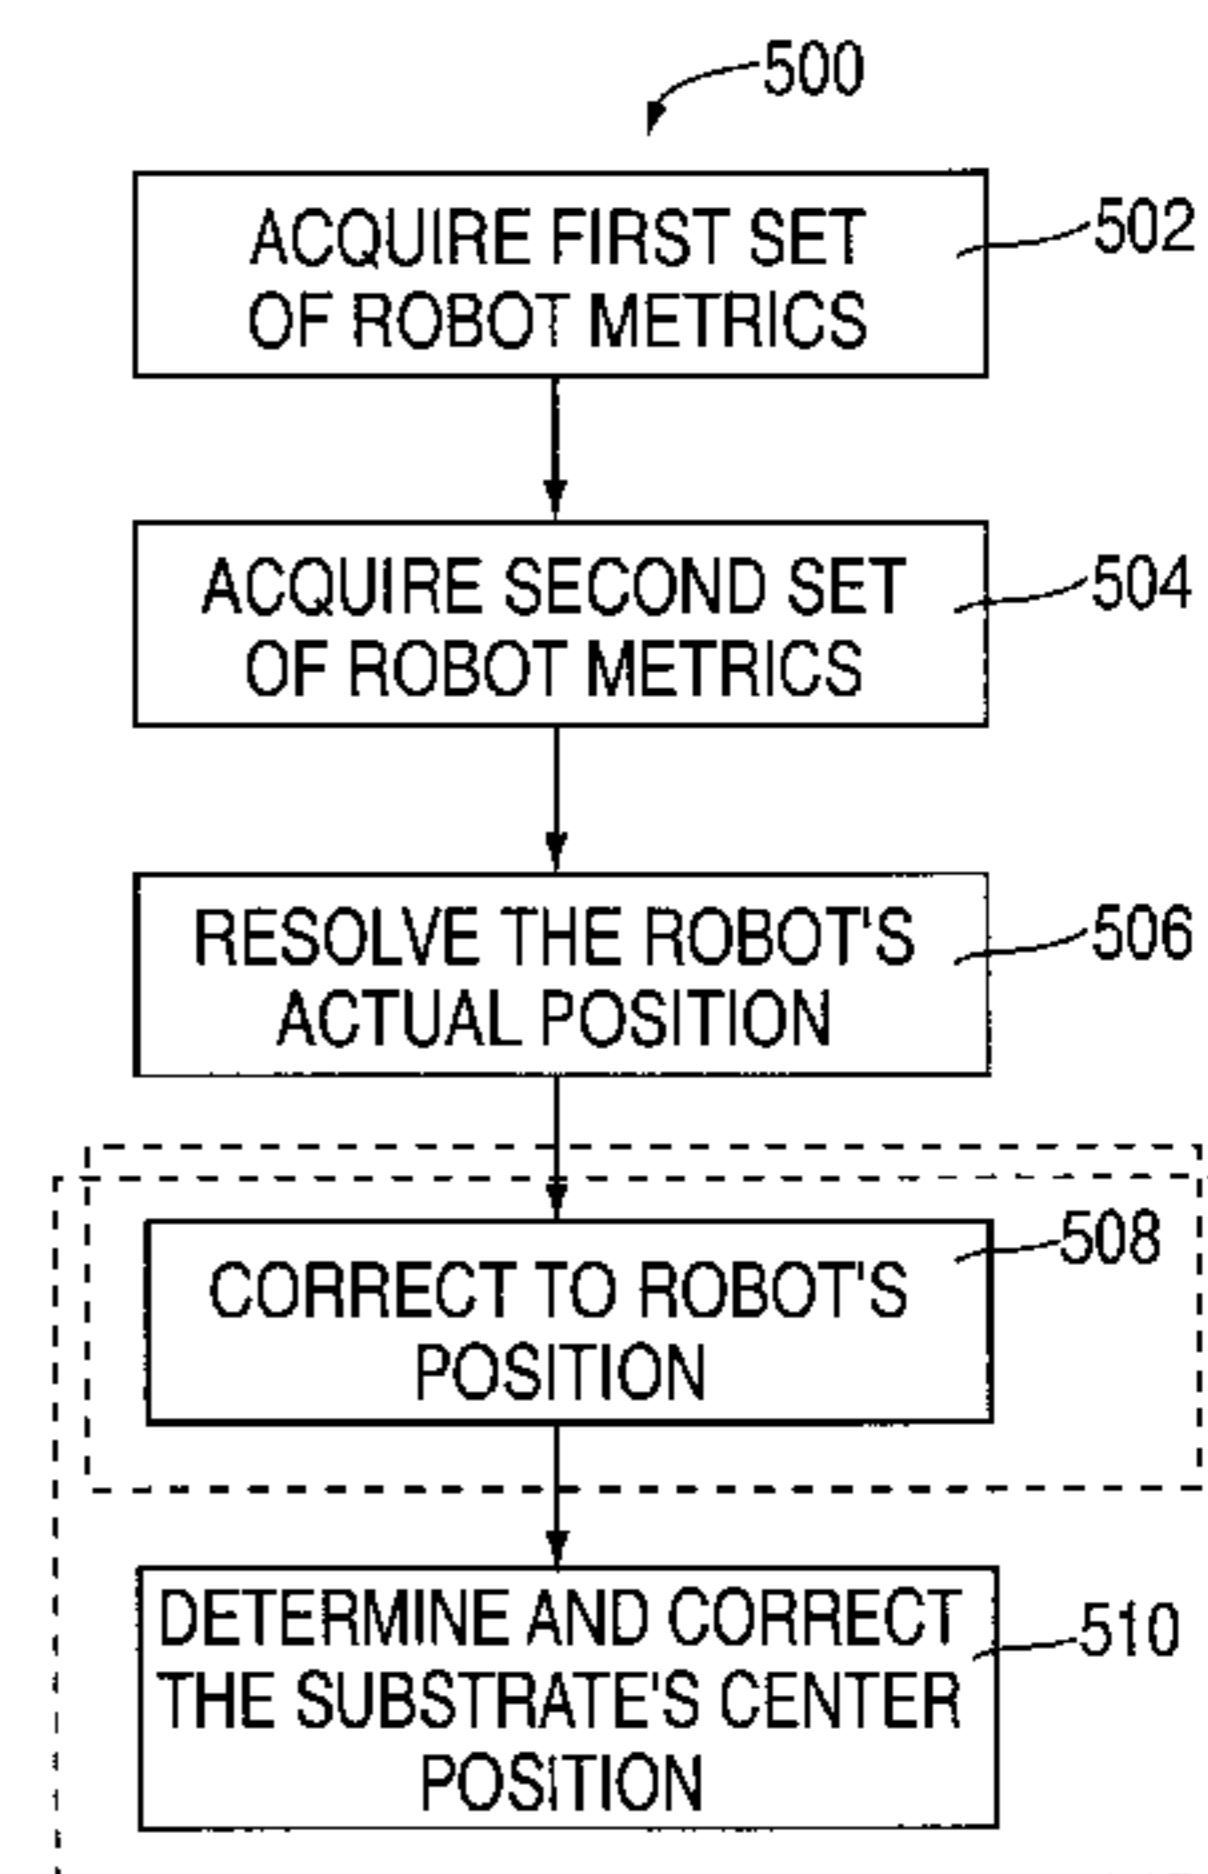 500
ACQUIRE FIRST SET
OF ROBOT METRICS
502
ACQUIRE SECOND SET
OF ROBOT METRICS
504
RESOLVE THE ROBOT'S
ACTUAL POSITION
506
CORRECT TO ROBOT'S
POSITION
508
DETERMINE AND CORRECT
THE SUBSTRATE'S CENTER
POSITION
510